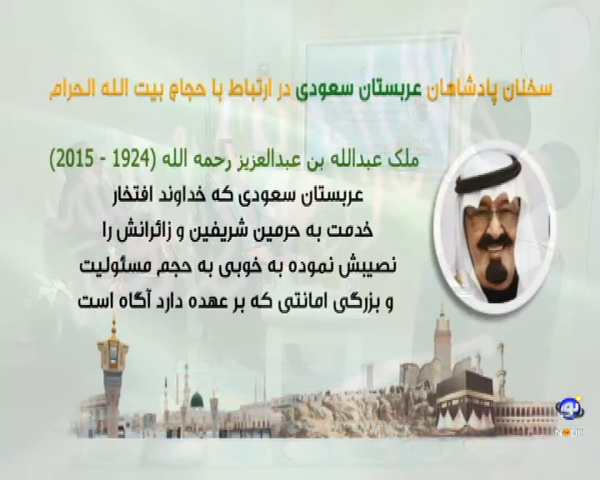 سخنان پادشاهان عربستان سعودی در ارتباط با حجاج بیت الله الحرام
ملک عبدالله بن عبدالعزیز رحمه الله (1924 - 2015)
عربستان سعودی که خداوند افتخار
خدمت به حرمین شریفین و زائرانش را
نصیبش نموده به خوبی به حجم مسئولیت
و بزرگی امانتی که بر عهده دارد آگاه است